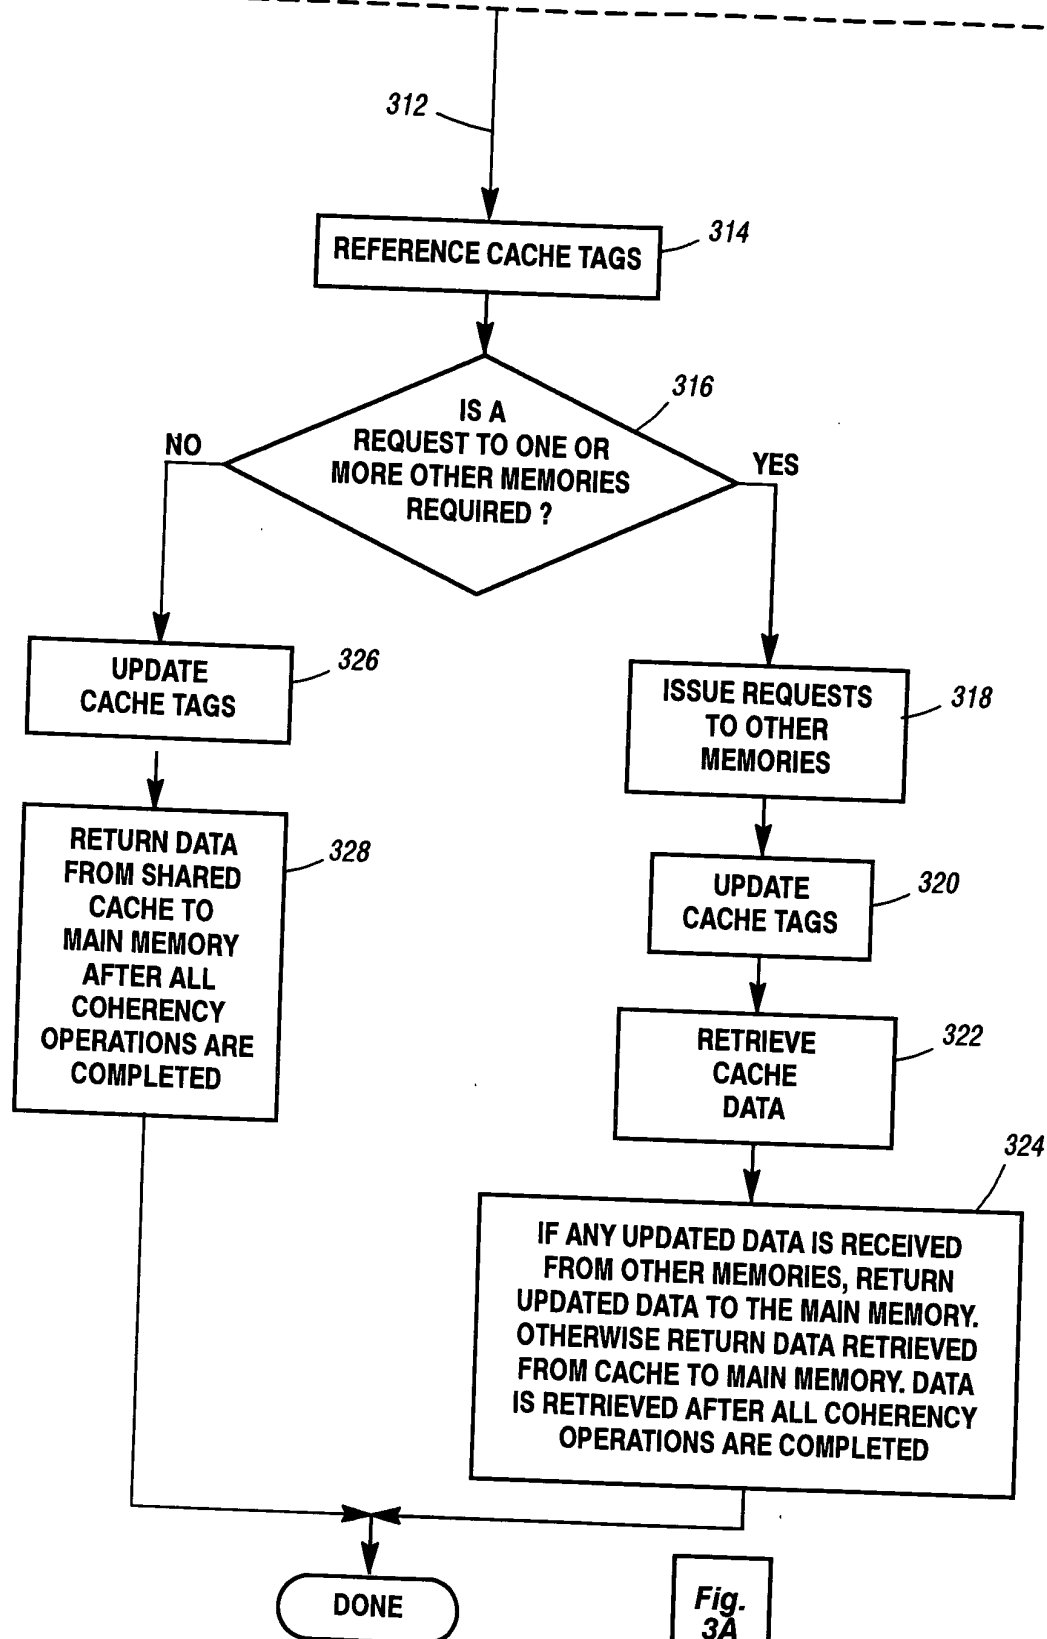 312
REFERENCE CACHE TAGS
314
IS A
REQUEST TO ONE OR
MORE OTHER MEMORIES
REQUIRED ?
316
NO
YES
UPDATE
CACHE TAGS
326
ISSUE REQUESTS
TO OTHER
MEMORIES
318
RETURN DATA
FROM SHARED
CACHE TO
MAIN MEMORY
AFTER ALL
COHERENCY
OPERATIONS ARE
COMPLETED
328
UPDATE
CACHE TAGS
320
RETRIEVE
CACHE
DATA
322
324
IF ANY UPDATED DATA IS RECEIVED
FROM OTHER MEMORIES, RETURN
UPDATED DATA TO THE MAIN MEMORY.
OTHERWISE RETURN DATA RETRIEVED
FROM CACHE TO MAIN MEMORY. DATA
IS RETRIEVED AFTER ALL COHERENCY
OPERATIONS ARE COMPLETED
DONE
Fig.
3A